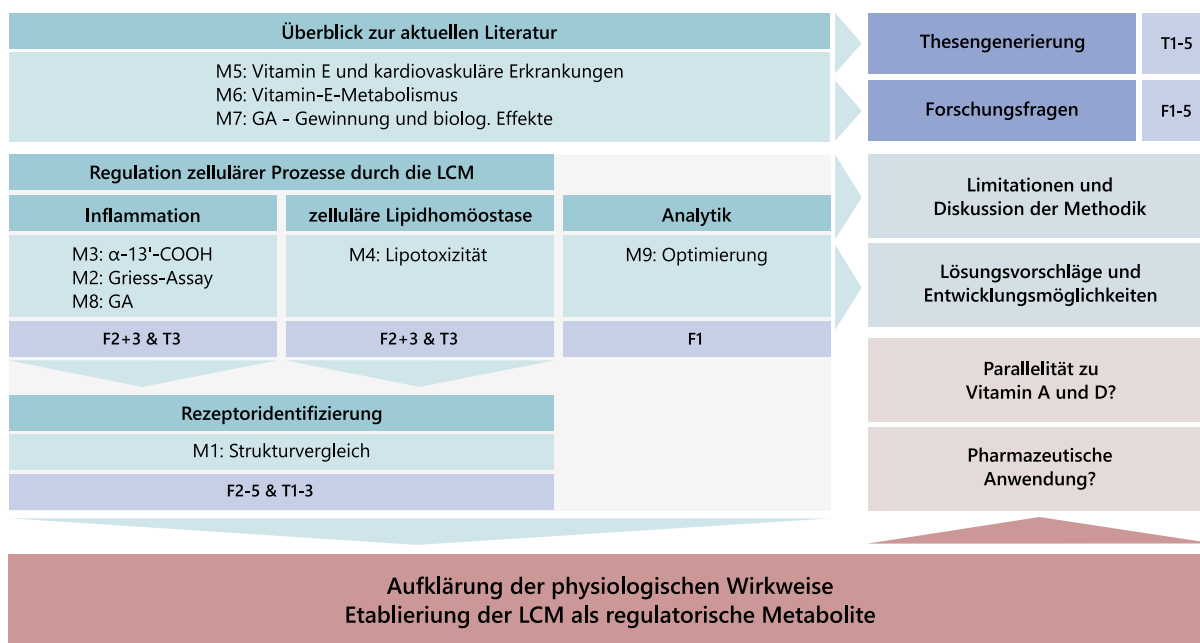 Überblick zur aktuellen Literatur
M5: Vitamin E und kardiovaskuläre Erkrankungen
M6: Vitamin-E-Metabolismus
M7: GA - Gewinnung und biolog. Effekte
Thesengenerierung
T1-5
Forschungsfragen
F1-5
Regulation zellulärer Prozesse durch die LCM
Inflammation
M3: α-13'-COOH
M2: Griess-Assay
M8: GA
F2+3 & T3
zelluläre Lipidhomöostase
M4: Lipotoxizität
F2+3 & T3
Analytik
M9: Optimierung
F1
Limitationen und
Diskussion der Methodik
Lösungsvorschläge und
Entwicklungsmöglichkeiten
Rezeptoridentifizierung
M1: Strukturvergleich
F2-5 & T1-3
Parallelität zu
Vitamin A und D?
Pharmazeutische
Anwendung?
Aufklärung der physiologischen Wirkweise
Etablierung der LCM als regulatorische Metabolite